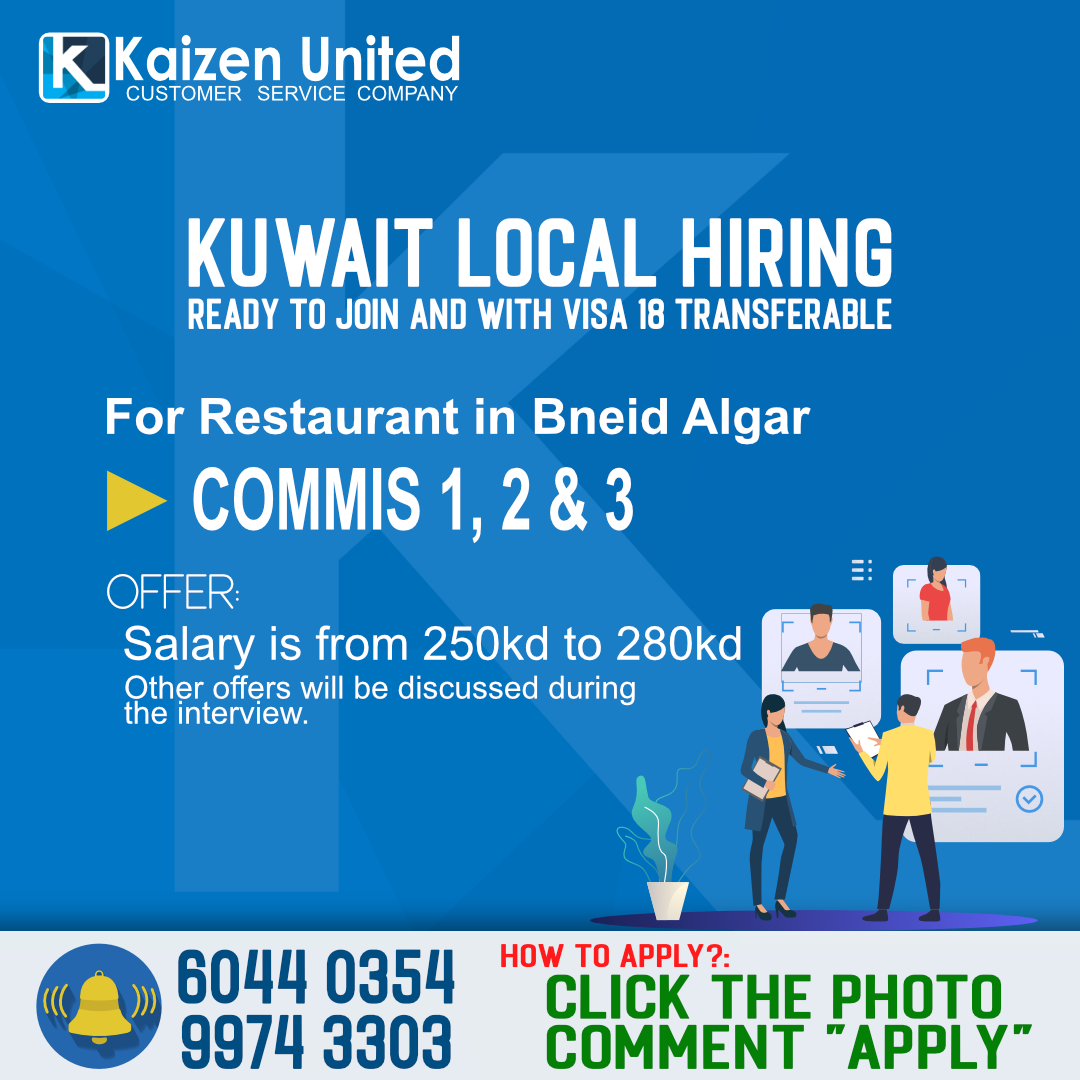 K Kaizen United
CUSTOMER SERVICE COMPANY
KUWAIT LOCAL HIRING
READY TO JOIN AND WITH VISA 18 TRANSFERABLE
For Restaurant in Bneid Algar
COMMIS 1, 2 & 3
OFFER:
Salary is from 250kd to 280kd
Other offers will be discussed during
the interview.
6044 0354
9974 3303
HOW TO APPLY?:
CLICK THE PHOTO
COMMENT "APPLY"